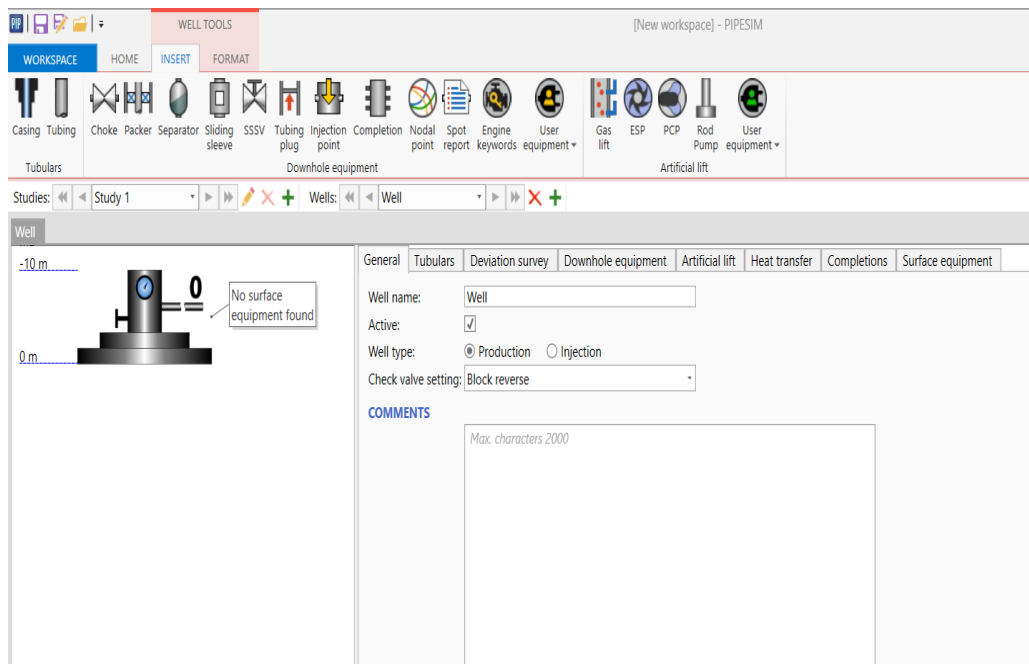 PIP
WELL TOOLS
[New workspace] - PIPESIM
WORKSPACE HOME INSERT FORMAT
Casing Tubing Choke Packer Separator Sliding sleeve SSSV Tubing plug Injection point Completion Nodal point Spot report Engine keywords User equipment Gas lift ESP PCP Rod Pump User equipment
Tubulars Downhole equipment Artificial lift
Studies: Study 1 Wells: Well
Well
-10 m
0 m
0
No surface
equipment found
General Tubulars Deviation survey Downhole equipment Artificial lift Heat transfer Completions Surface equipment
Well name: Well
Active:
Well type: Production Injection
Check valve setting: Block reverse
COMMENTS
Max. characters 2000